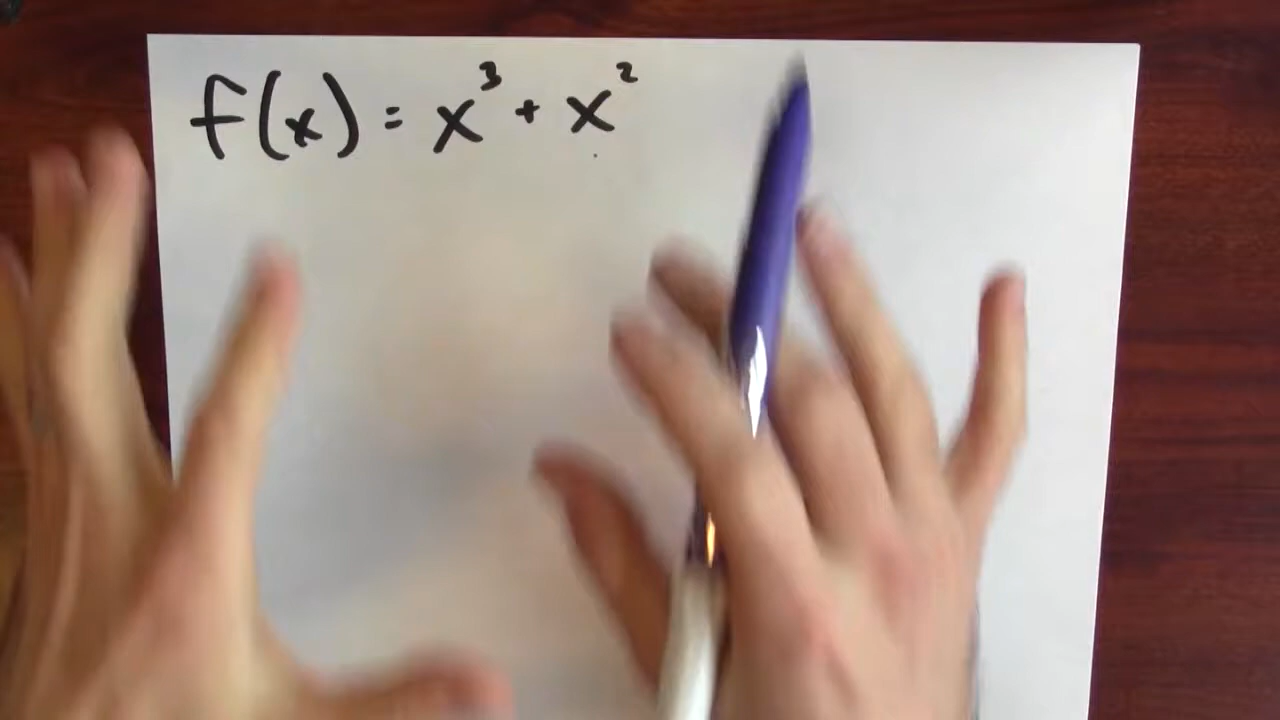 f(x) = x³ + x²